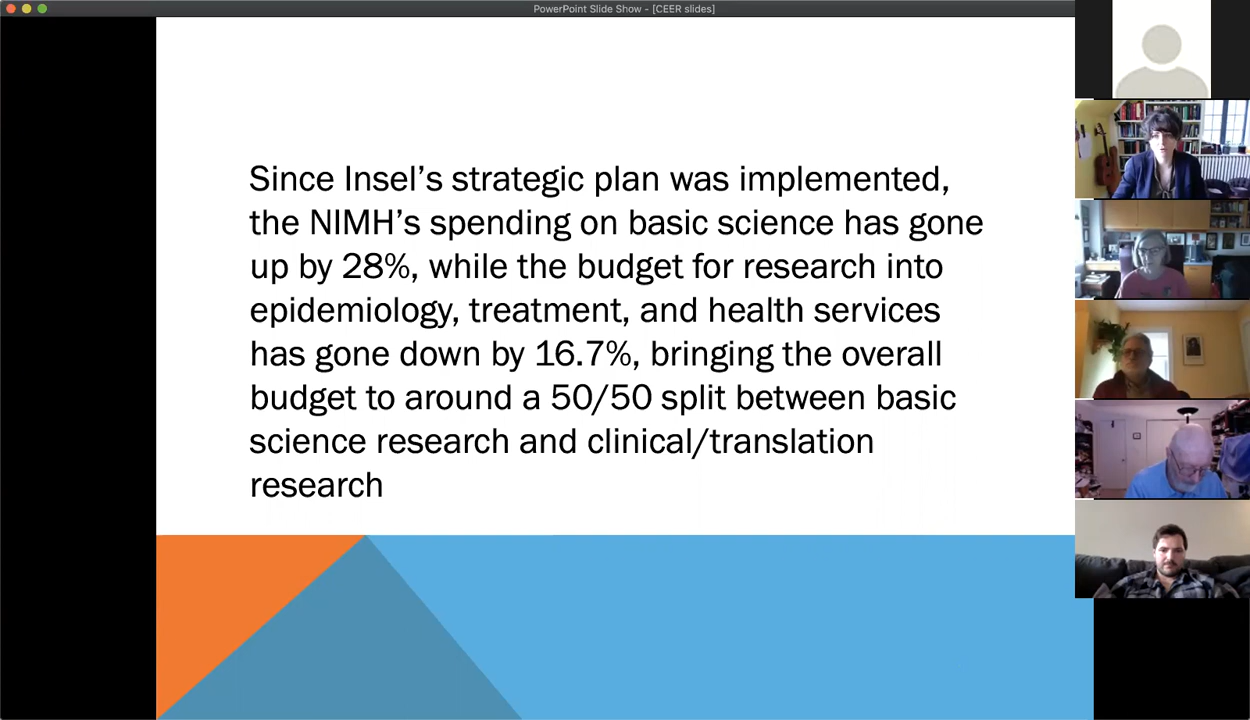 PowerPoint Slide Show - [CEER slides]
Since Insel’s strategic plan was implemented,
the NIMH’s spending on basic science has gone
up by 28%, while the budget for research into
epidemiology, treatment, and health services
has gone down by 16.7%, bringing the overall
budget to around a 50/50 split between basic
science research and clinical/translation
research